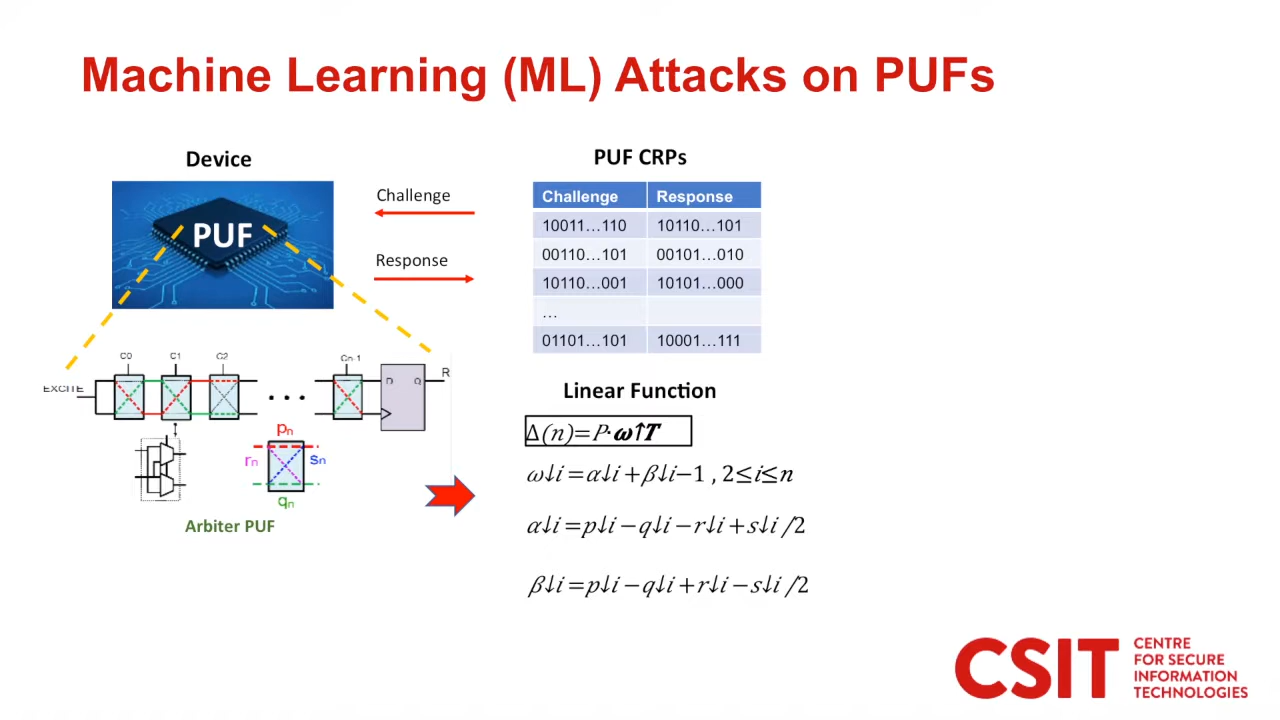 Machine Learning (ML) Attacks on PUFs
Device
PUF
Challenge
Response
PUF CRPs
Challenge Response
10011…110 10110…101
00110…101 00101…010
10110…001 10101…000
…
01101…101 10001…111
C0 C1 C2 Cn-1
EXCITE
D Q
R
pn
rn
sn
qn
Arbiter PUF
Linear Function
Δ(n)=P·ω↑T
ω↓i=α↓i+β↓i−1 , 2≤i≤n
α↓i=p↓i−q↓i−r↓i+s↓i/2
β↓i=p↓i−q↓i+r↓i−s↓i/2
CSIT
CENTRE
FOR SECURE
INFORMATION
TECHNOLOGIES